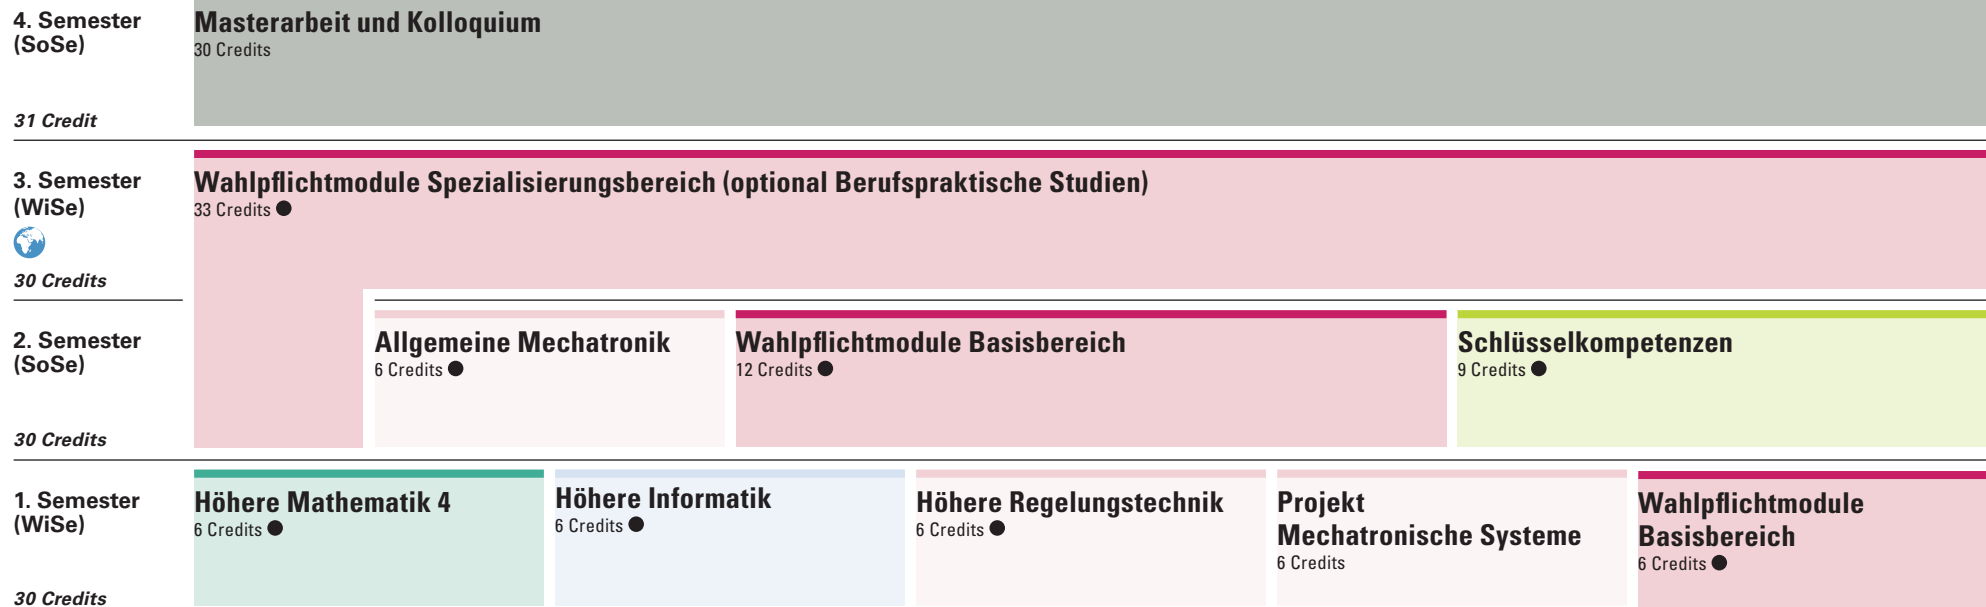 4. Semester
(SoSe)
31 Credit
Masterarbeit und Kolloquium
30 Credits
3. Semester
(WiSe)
30 Credits
Wahlpflichtmodule Spezialisierungsbereich (optional Berufspraktische Studien)
33 Credits ●
2. Semester
(SoSe)
30 Credits
Allgemeine Mechatronik
6 Credits ●
Wahlpflichtmodule Basisbereich
12 Credits ●
Schlüsselkompetenzen
9 Credits ●
1. Semester
(WiSe)
30 Credits
Höhere Mathematik 4
6 Credits ●
Höhere Informatik
6 Credits ●
Höhere Regelungstechnik
6 Credits ●
Projekt
Mechatronische Systeme
6 Credits
Wahlpflichtmodule
Basisbereich
6 Credits ●